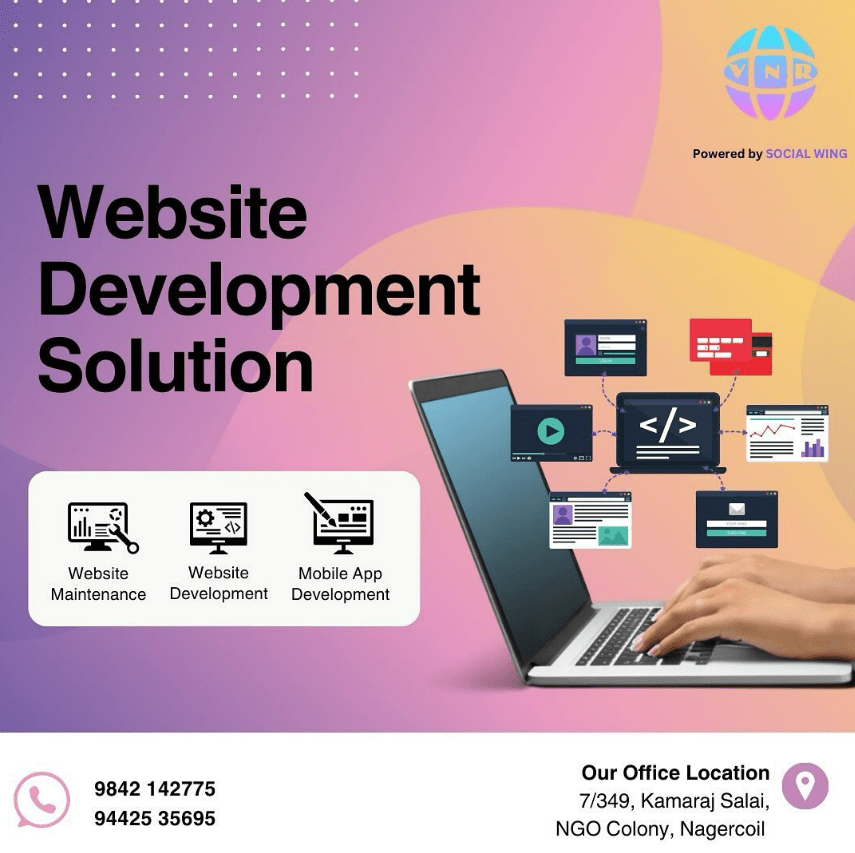 VNR
Powered by SOCIAL WING
Website
Development
Solution
</>
</>
Website
Maintenance
Website
Development
Mobile App
Development
9842 142775
94425 35695
Our Office Location
7/349, Kamaraj Salai,
NGO Colony, Nagercoil